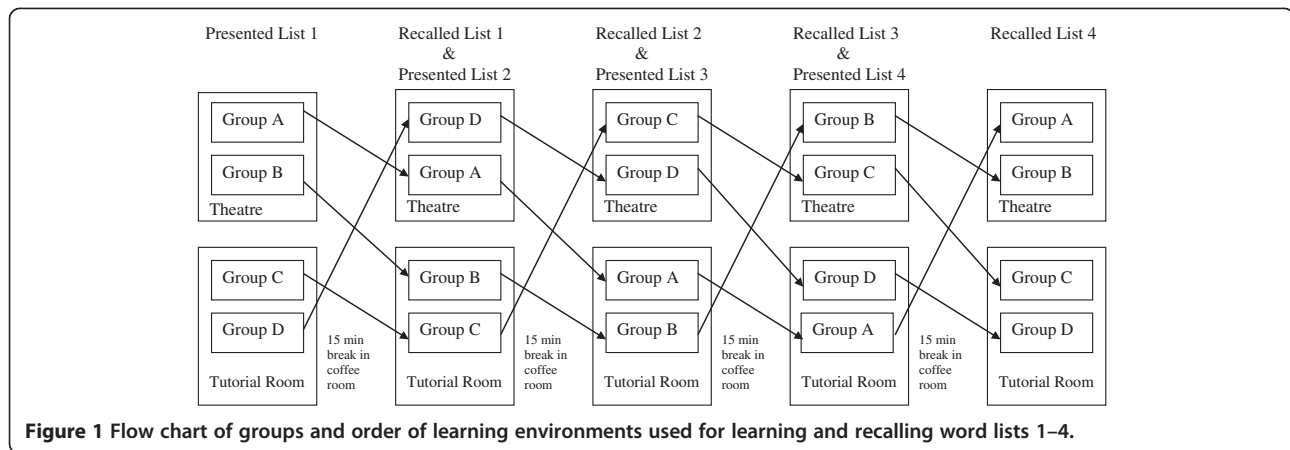 Presented List 1
Recalled List 1
&
Presented List 2
Recalled List 2
&
Presented List 3
Recalled List 3
&
Presented List 4
Recalled List 4
Group A
Group B
Theatre
Group D
Group A
Theatre
Group C
Group D
Theatre
Group B
Group C
Theatre
Group A
Group B
Theatre
Group C
Group D
Tutorial Room
15 min
break in
coffee
room
Group B
Group C
Tutorial Room
15 min
break in
coffee
room
Group A
Group B
Tutorial Room
15 min
break in
coffee
room
Group D
Group A
Tutorial Room
15 min
break in
coffee
room
Group C
Group D
Tutorial Room
Figure 1 Flow chart of groups and order of learning environments used for learning and recalling word lists 1–4.